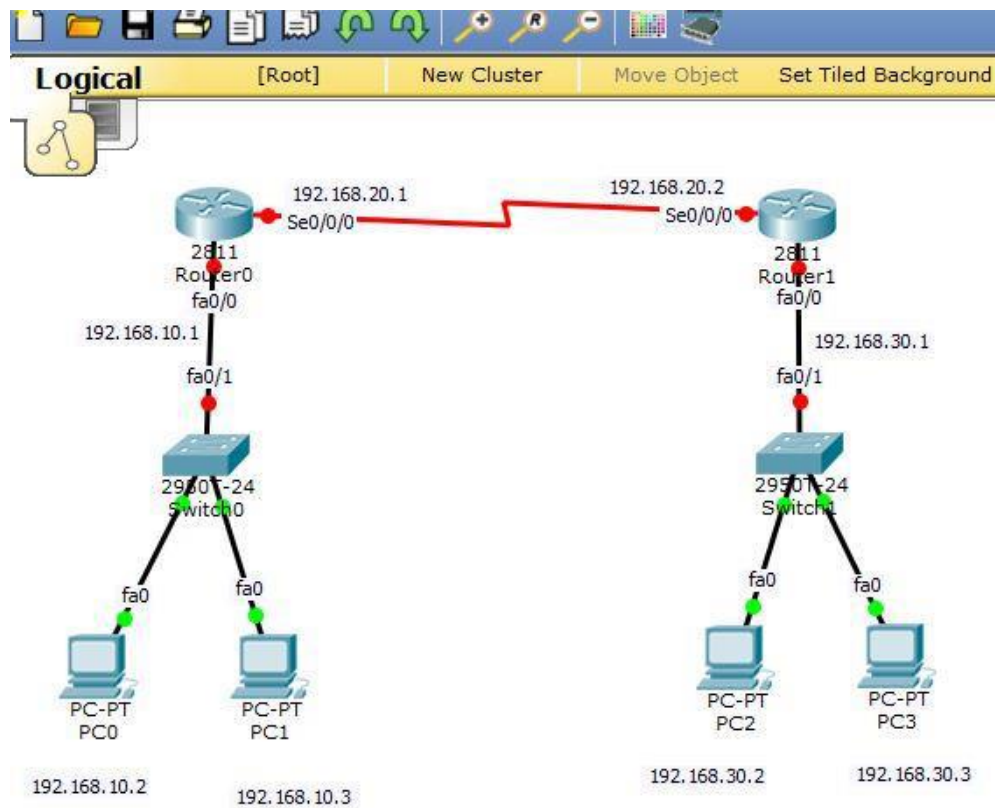 Logical [Root] New Cluster Move Object Set Tiled Background
192.168.20.1
192.168.20.2
Se0/0/0
Se0/0/0
2811
Router0
2811
Router1
fa0/0
fa0/0
192.168.10.1
192.168.30.1
fa0/1
fa0/1
2950T-24
Switch0
2950T-24
Switch1
fa0
fa0
fa0
fa0
PC-PT
PC0
PC-PT
PC1
PC-PT
PC2
PC-PT
PC3
192.168.10.2
192.168.10.3
192.168.30.2
192.168.30.3